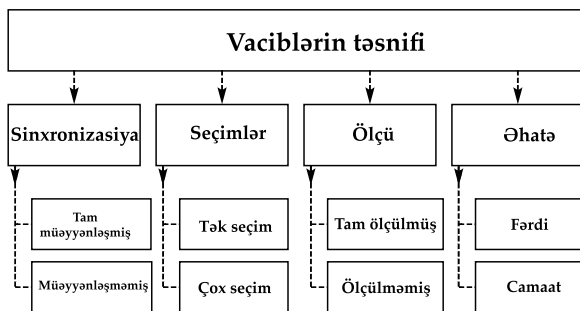 Vaciblərin təsnifi
Sinxronizasiya
Seçimlər
Ölçü
Əhatə
Tam
müəyyənləşmiş
Tək seçim
Tam ölçülmüş
Fərdi
Müəyyənləşməmiş
Çox seçim
Ölçülməmiş
Camaat